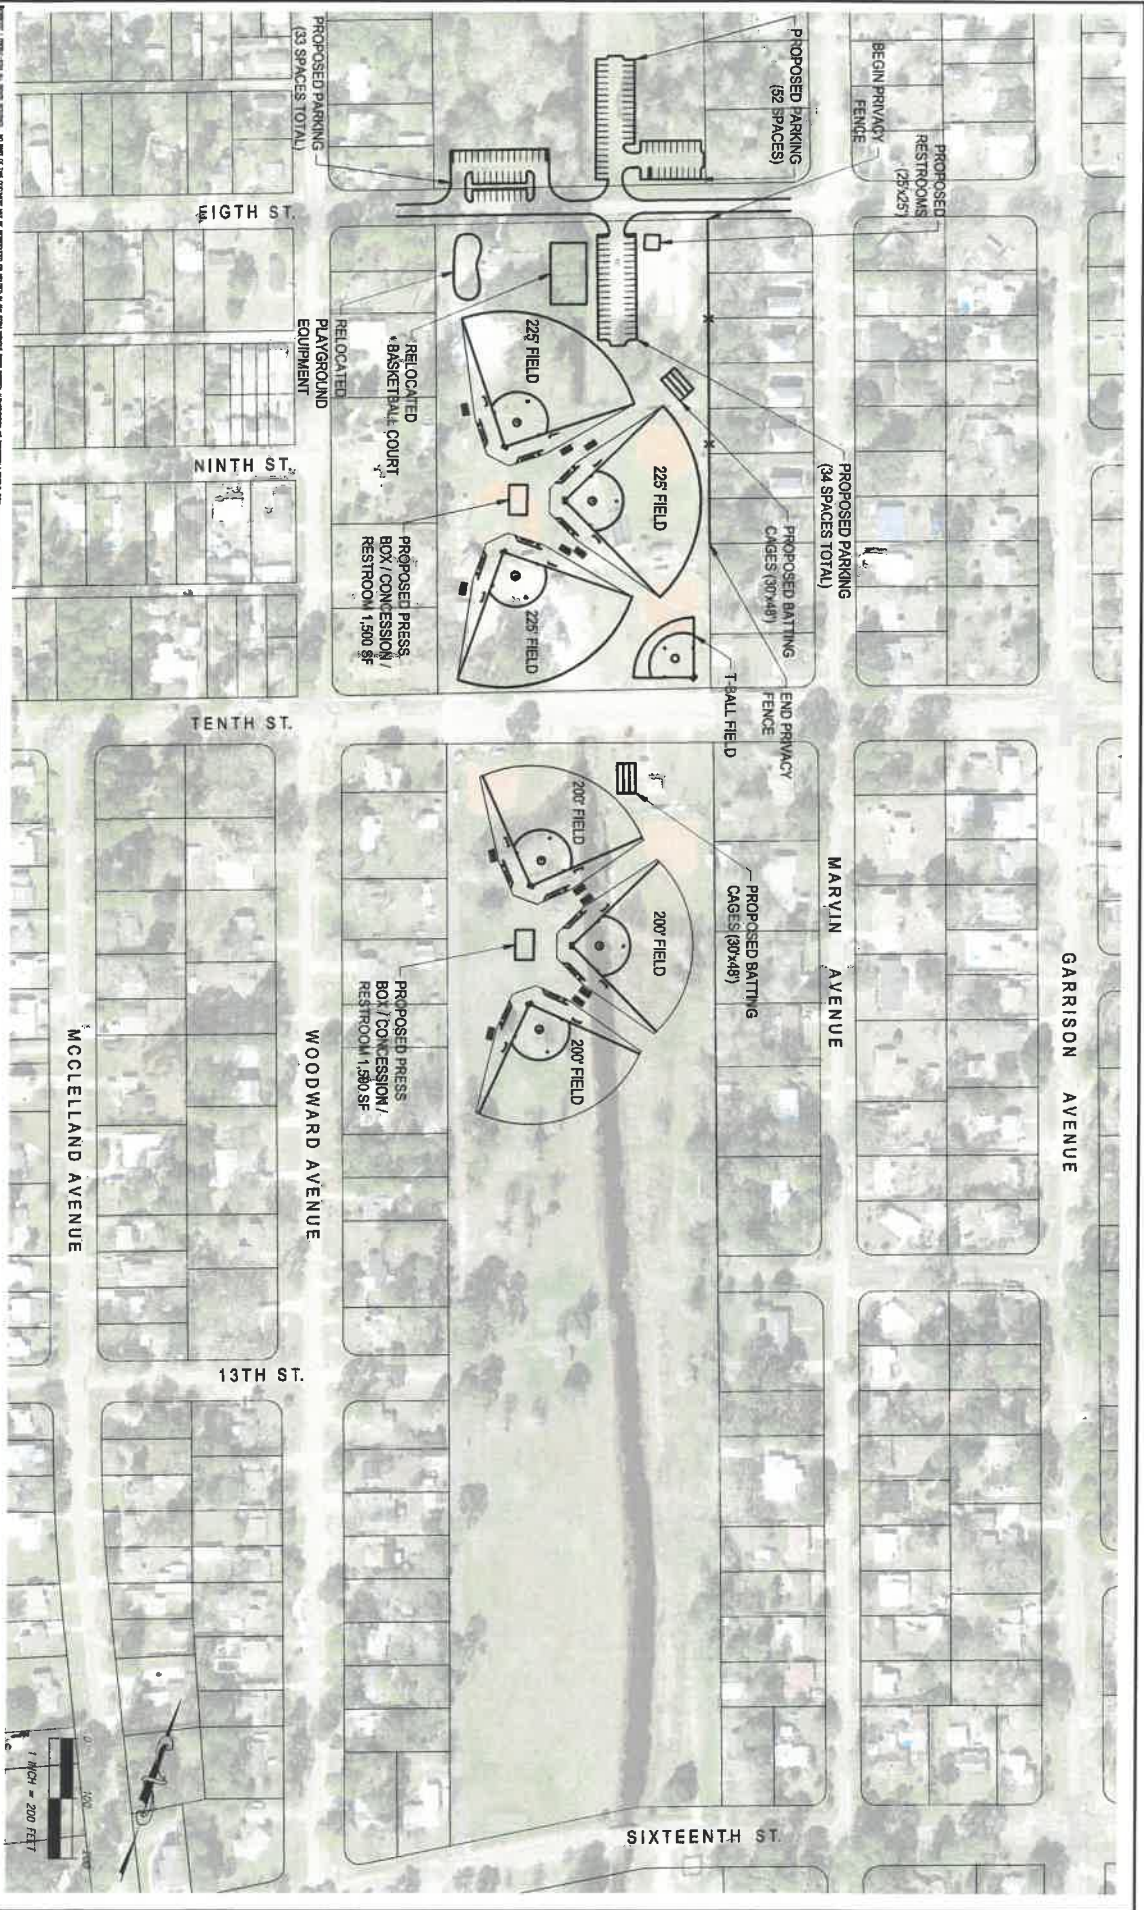 PROPOSED PARKING
(33 SPACES TOTAL)
PROPOSED PARKING
(52 SPACES)
BEGIN PRIVACY
FENCE
PROPOSED
RESTROOMS
(25'x25')
EIGTH ST.
RELOCATED
PLAYGROUND
EQUIPMENT
RELOCATED
BASKETBALL COURT
225' FIELD
225' FIELD
225' FIELD
PROPOSED PARKING
(34 SPACES TOTAL)
PROPOSED BATTING
CAGES (30'x48')
END PRIVACY
FENCE
T-BALL FIELD
NINTH ST.
PROPOSED PRESS
BOX / CONCESSION /
RESTROOM 1,500 SF
TENTH ST.
200' FIELD
200' FIELD
200' FIELD
PROPOSED BATTING
CAGES (30'x48')
PROPOSED PRESS
BOX / CONCESSION /
RESTROOM 1,500 SF
MARVIN AVENUE
GARRISON AVENUE
WOODWARD AVENUE
MCCLELLAND AVENUE
13TH ST.
SIXTEENTH ST.
0 100 200
1 INCH = 200 FEET